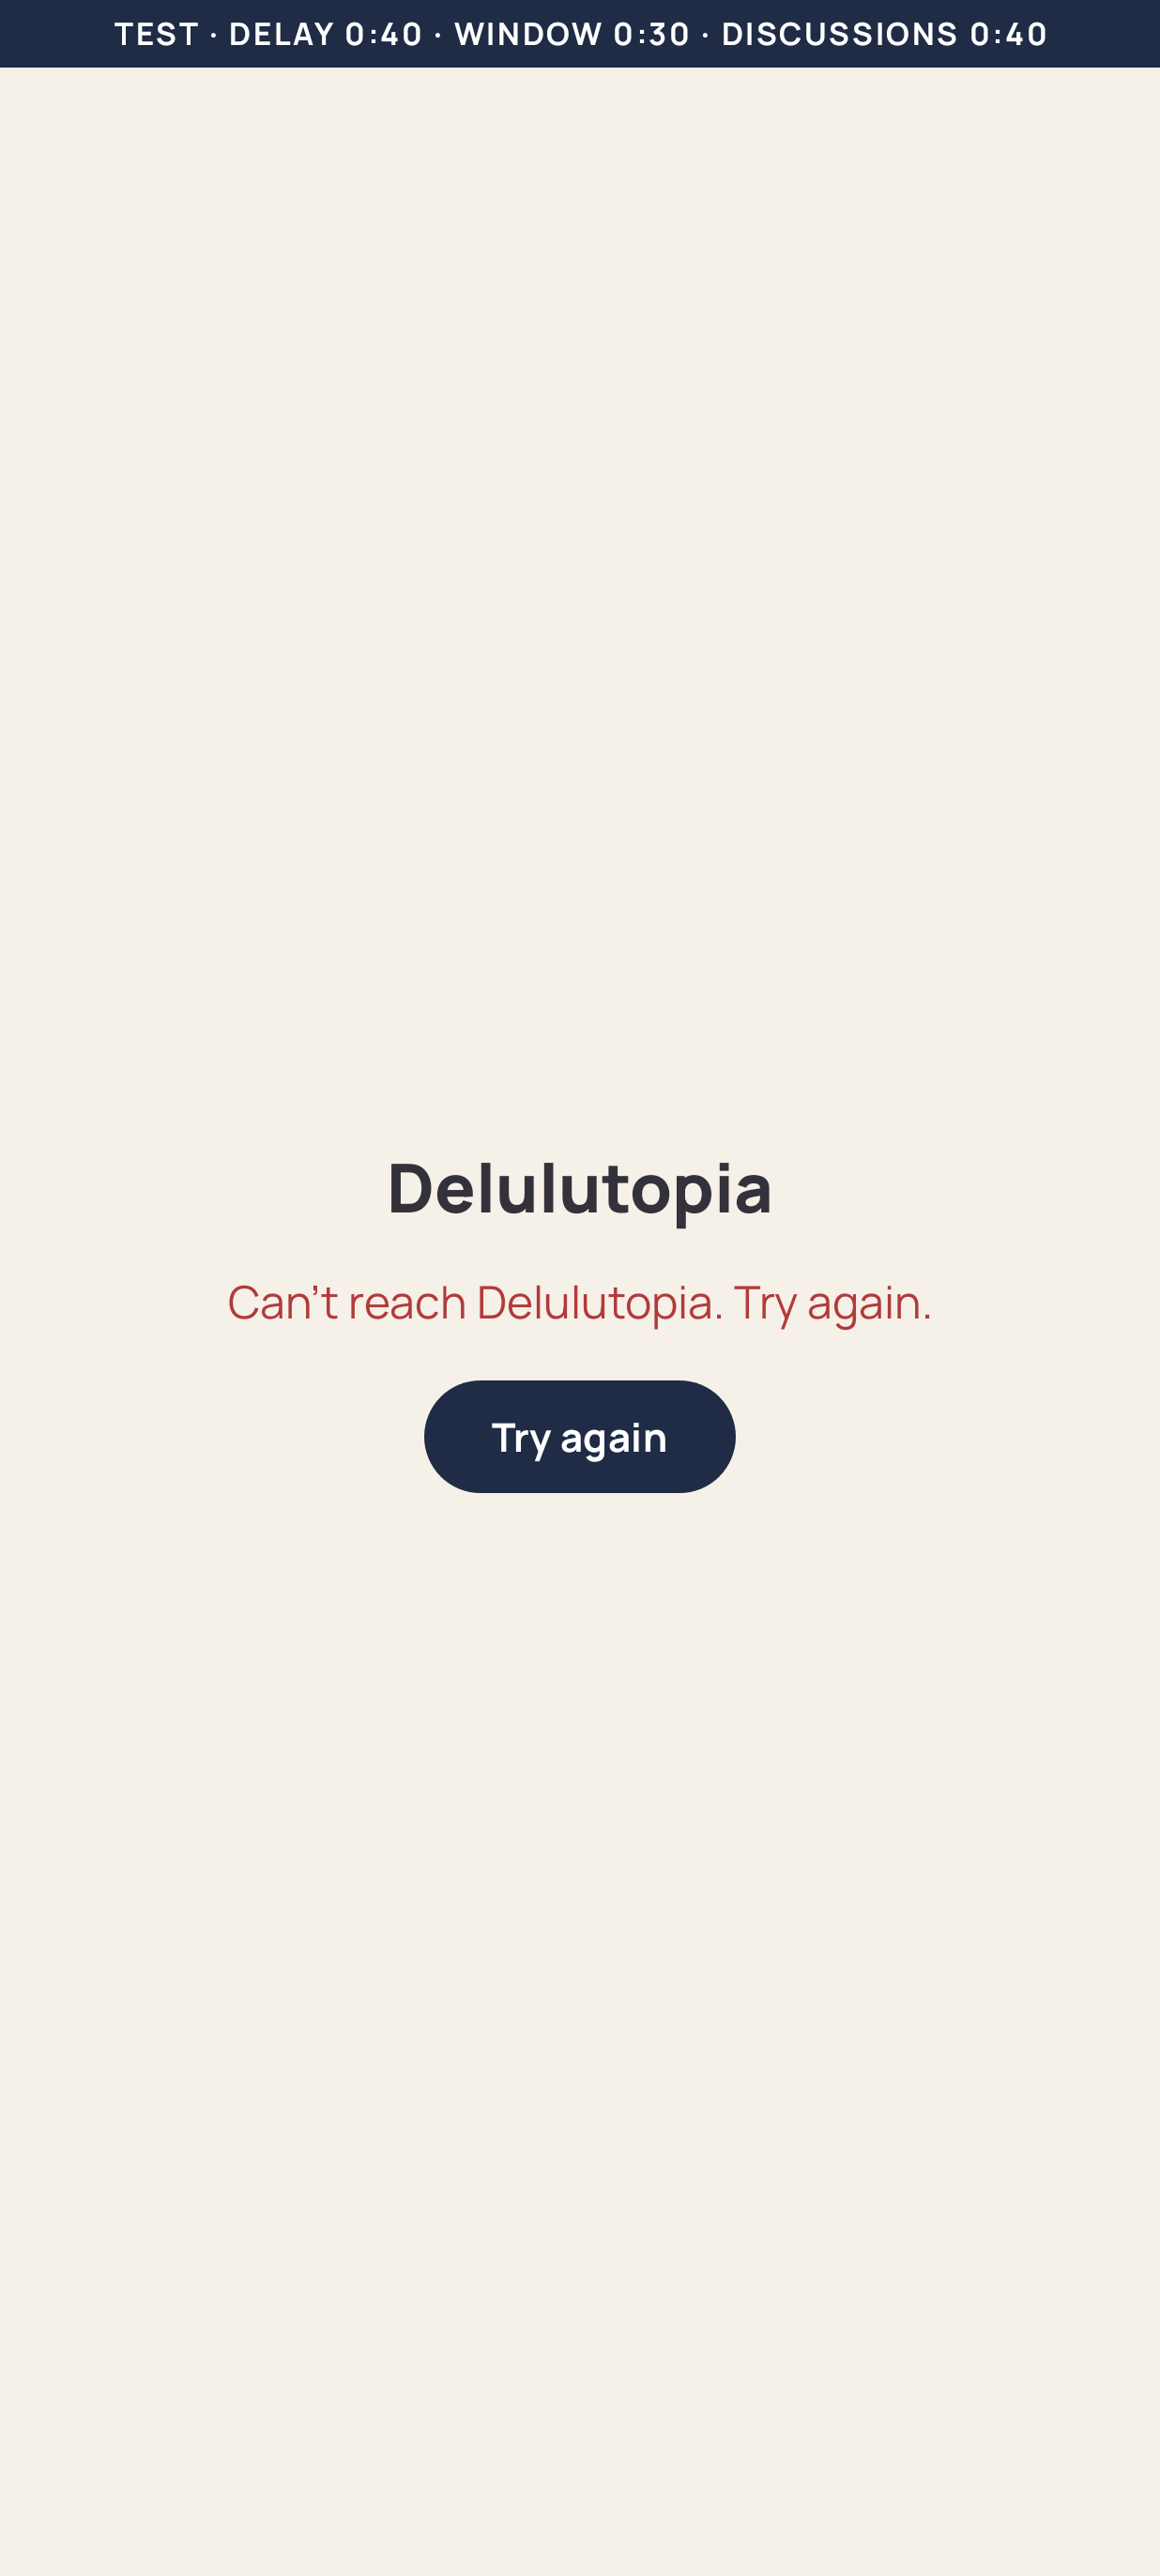 TEST · DELAY 0:40 · WINDOW 0:30 · DISCUSSIONS 0:40
Delulutopia
Can't reach Delulutopia. Try again.
Try again